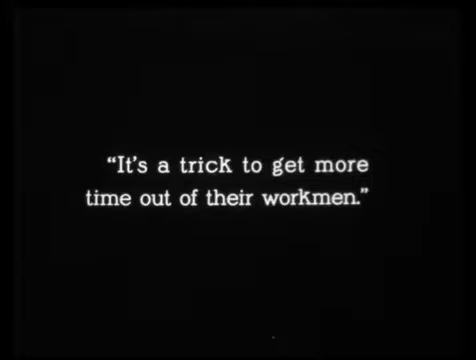 “It's a trick to get more
time out of their workmen.”